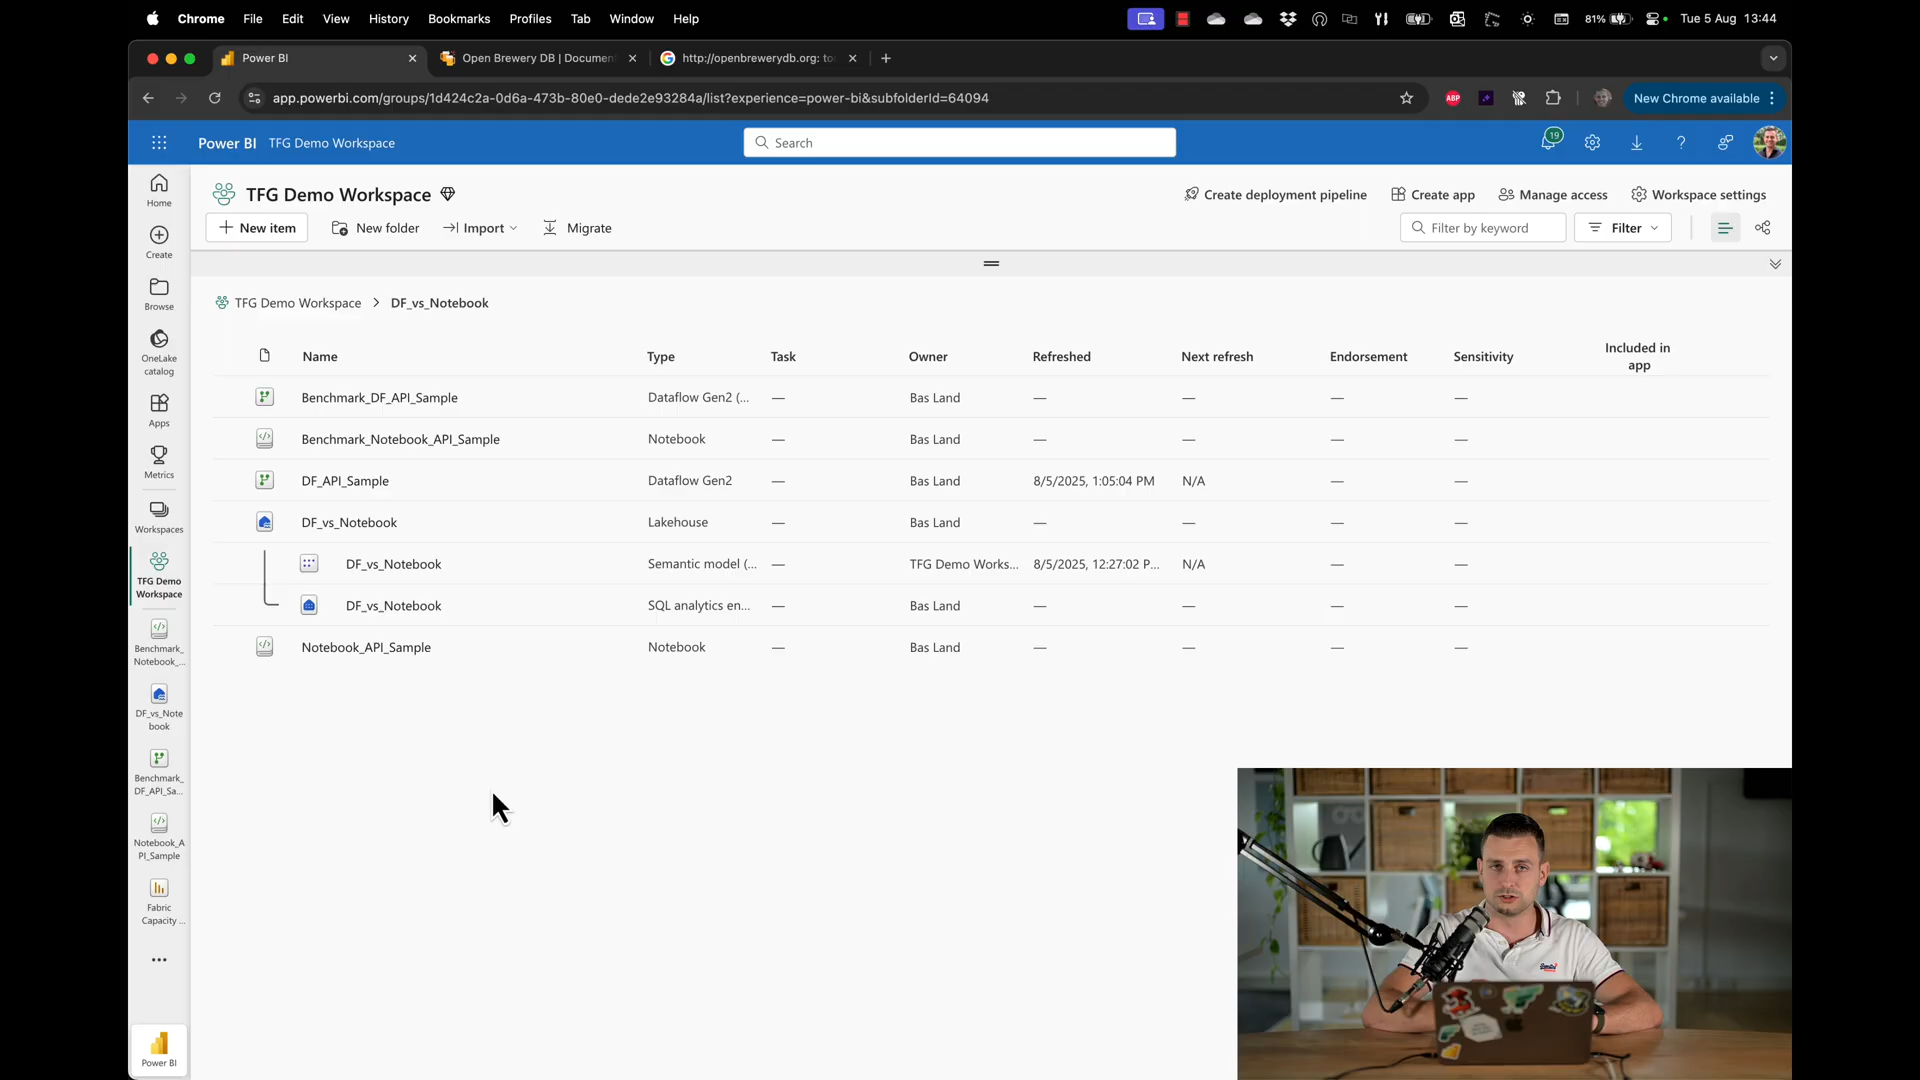 Chrome File Edit View History Bookmarks Profiles Tab Window Help 81% Tue 5 Aug 13:44
Power BI Open Brewery DB | Documen http://openbrewerydb.org: to
app.powerbi.com/groups/1d424c2a-0d6a-473b-80e0-dede2e93284a/list?experience=power-bi&subfolderId=64094 ABP New Chrome available
Power BI TFG Demo Workspace Search 19
TFG Demo Workspace Create deployment pipeline Create app Manage access Workspace settings
New item New folder Import Migrate Filter by keyword Filter
TFG Demo Workspace > DF_vs_Notebook
Name Type Task Owner Refreshed Next refresh Endorsement Sensitivity Included in app
Benchmark_DF_API_Sample Dataflow Gen2 (... — Bas Land — — — —
Benchmark_Notebook_API_Sample Notebook — Bas Land — — — —
DF_API_Sample Dataflow Gen2 — Bas Land 8/5/2025, 1:05:04 PM N/A — —
DF_vs_Notebook Lakehouse — Bas Land — — — —
DF_vs_Notebook Semantic model (... — TFG Demo Works... 8/5/2025, 12:27:02 P... N/A — —
DF_vs_Notebook SQL analytics en... — Bas Land — — — —
Notebook_API_Sample Notebook — Bas Land — — — —
Home
Create
Browse
OneLake
catalog
Apps
Metrics
Workspaces
TFG Demo
Workspace
Benchmark_
Notebook_...
DF_vs_Note
book
Benchmark_
DF_API_Sa...
Notebook_A
PI_Sample
Fabric
Capacity ...
Power BI